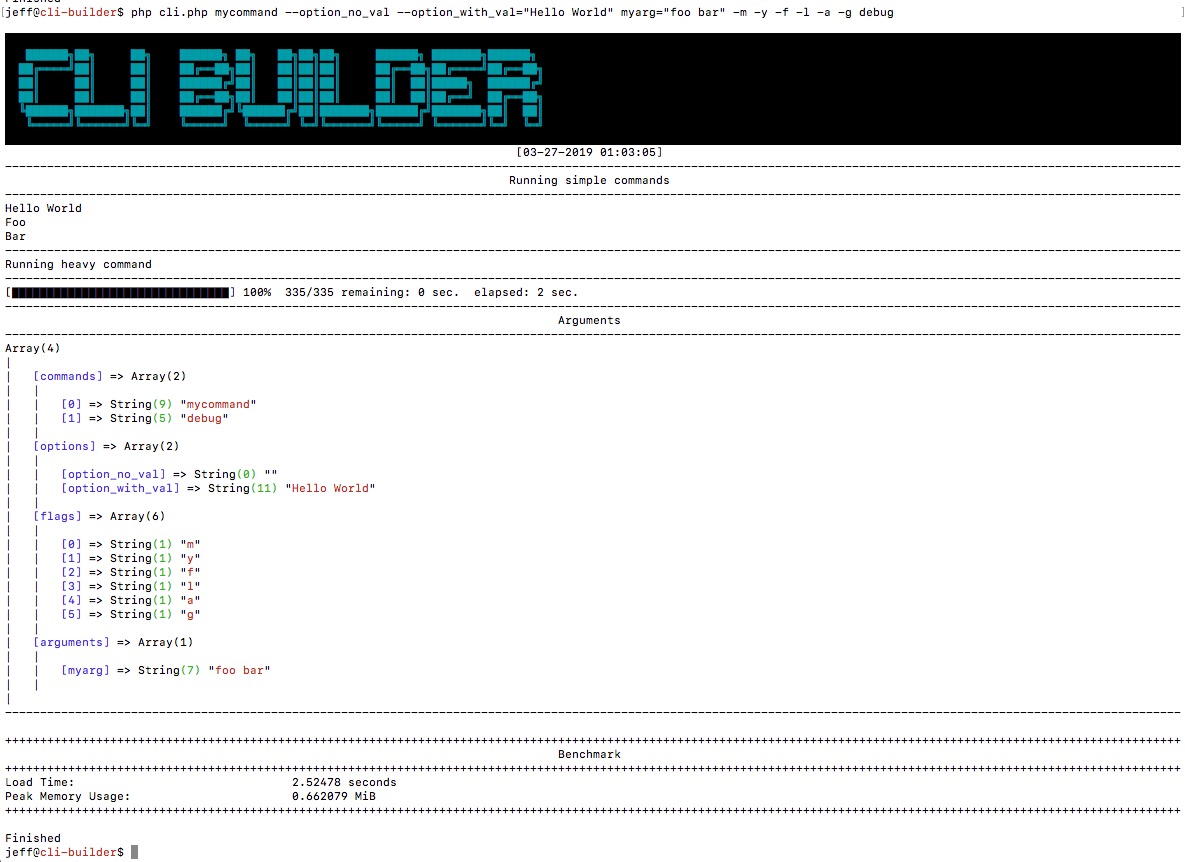 Finished
[jeff@cli-builder$ php cli.php mycommand --option_no_val --option_with_val="Hello World" myarg="foo bar" -m -y -f -l -a -g debug ]
CLI BUILDER
[03-27-2019 01:03:05]
Running simple commands
Hello World
Foo
Bar
Running heavy command
[ ] 100% 335/335 remaining: 0 sec. elapsed: 2 sec.
Arguments
Array(4)
|
| [commands] => Array(2)
| |
| | [0] => String(9) "mycommand"
| | [1] => String(5) "debug"
| |
| [options] => Array(2)
| |
| | [option_no_val] => String(0) ""
| | [option_with_val] => String(11) "Hello World"
| |
| [flags] => Array(6)
| |
| | [0] => String(1) "m"
| | [1] => String(1) "y"
| | [2] => String(1) "f"
| | [3] => String(1) "l"
| | [4] => String(1) "a"
| | [5] => String(1) "g"
| |
| [arguments] => Array(1)
| |
| | [myarg] => String(7) "foo bar"
| |
|
Benchmark
Load Time: 2.52478 seconds
Peak Memory Usage: 0.662079 MiB
Finished
jeff@cli-builder$